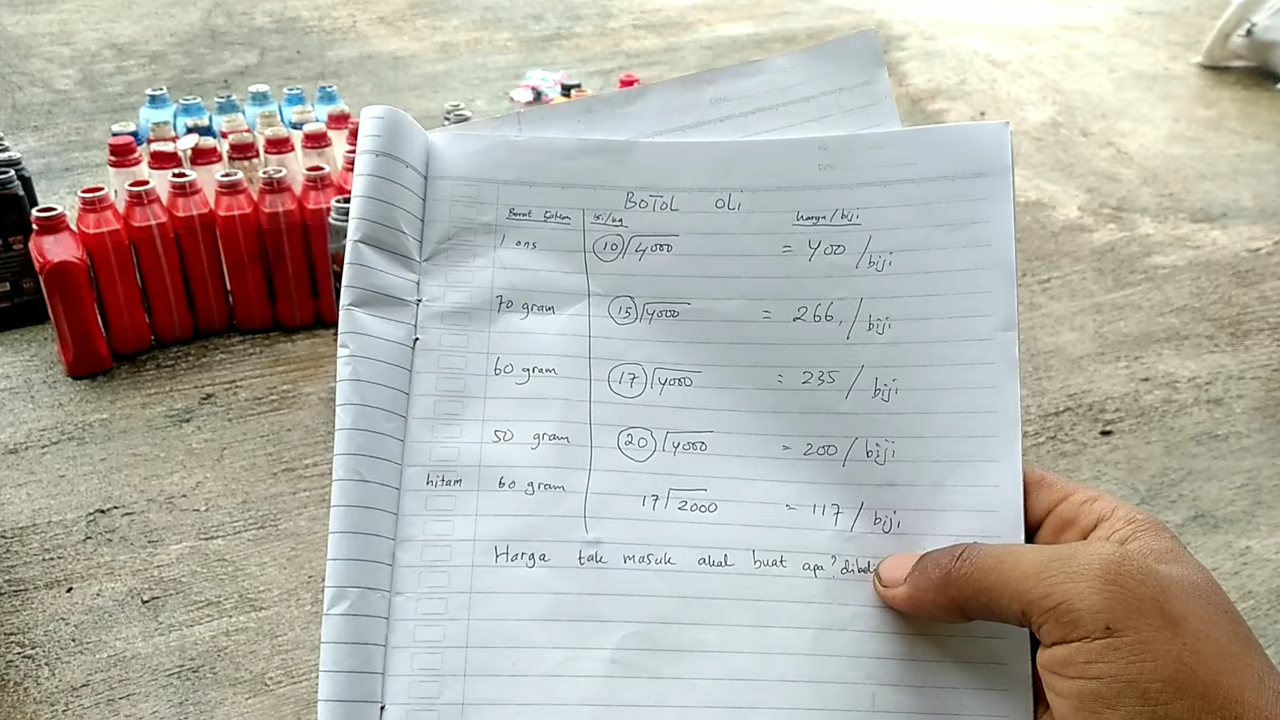 BOTOL OLI
Berat isi/kg harga/biji
1 ons 10 4000 = 400 /biji
70 gram 15 4000 = 266, /biji
60 gram 17 4000 = 235 / biji
50 gram 20 4000 = 200 / biji
hitam 60 gram 17 2000 = 117 / biji
Harga tak masuk akal buat apa? dibeli